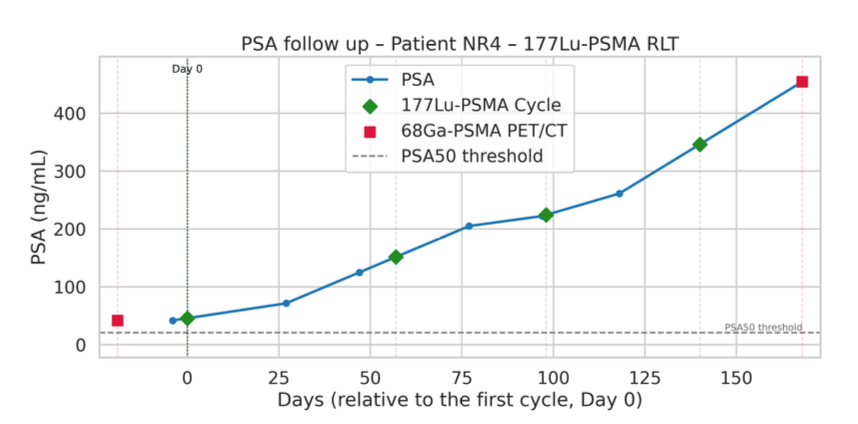 PSA follow up – Patient NR4 – 177Lu-PSMA RLT
Day 0
PSA
177Lu-PSMA Cycle
68Ga-PSMA PET/CT
PSA50 threshold
PSA (ng/mL)
400
300
200
100
0
PSA50 threshold
0 25 50 75 100 125 150
Days (relative to the first cycle, Day 0)